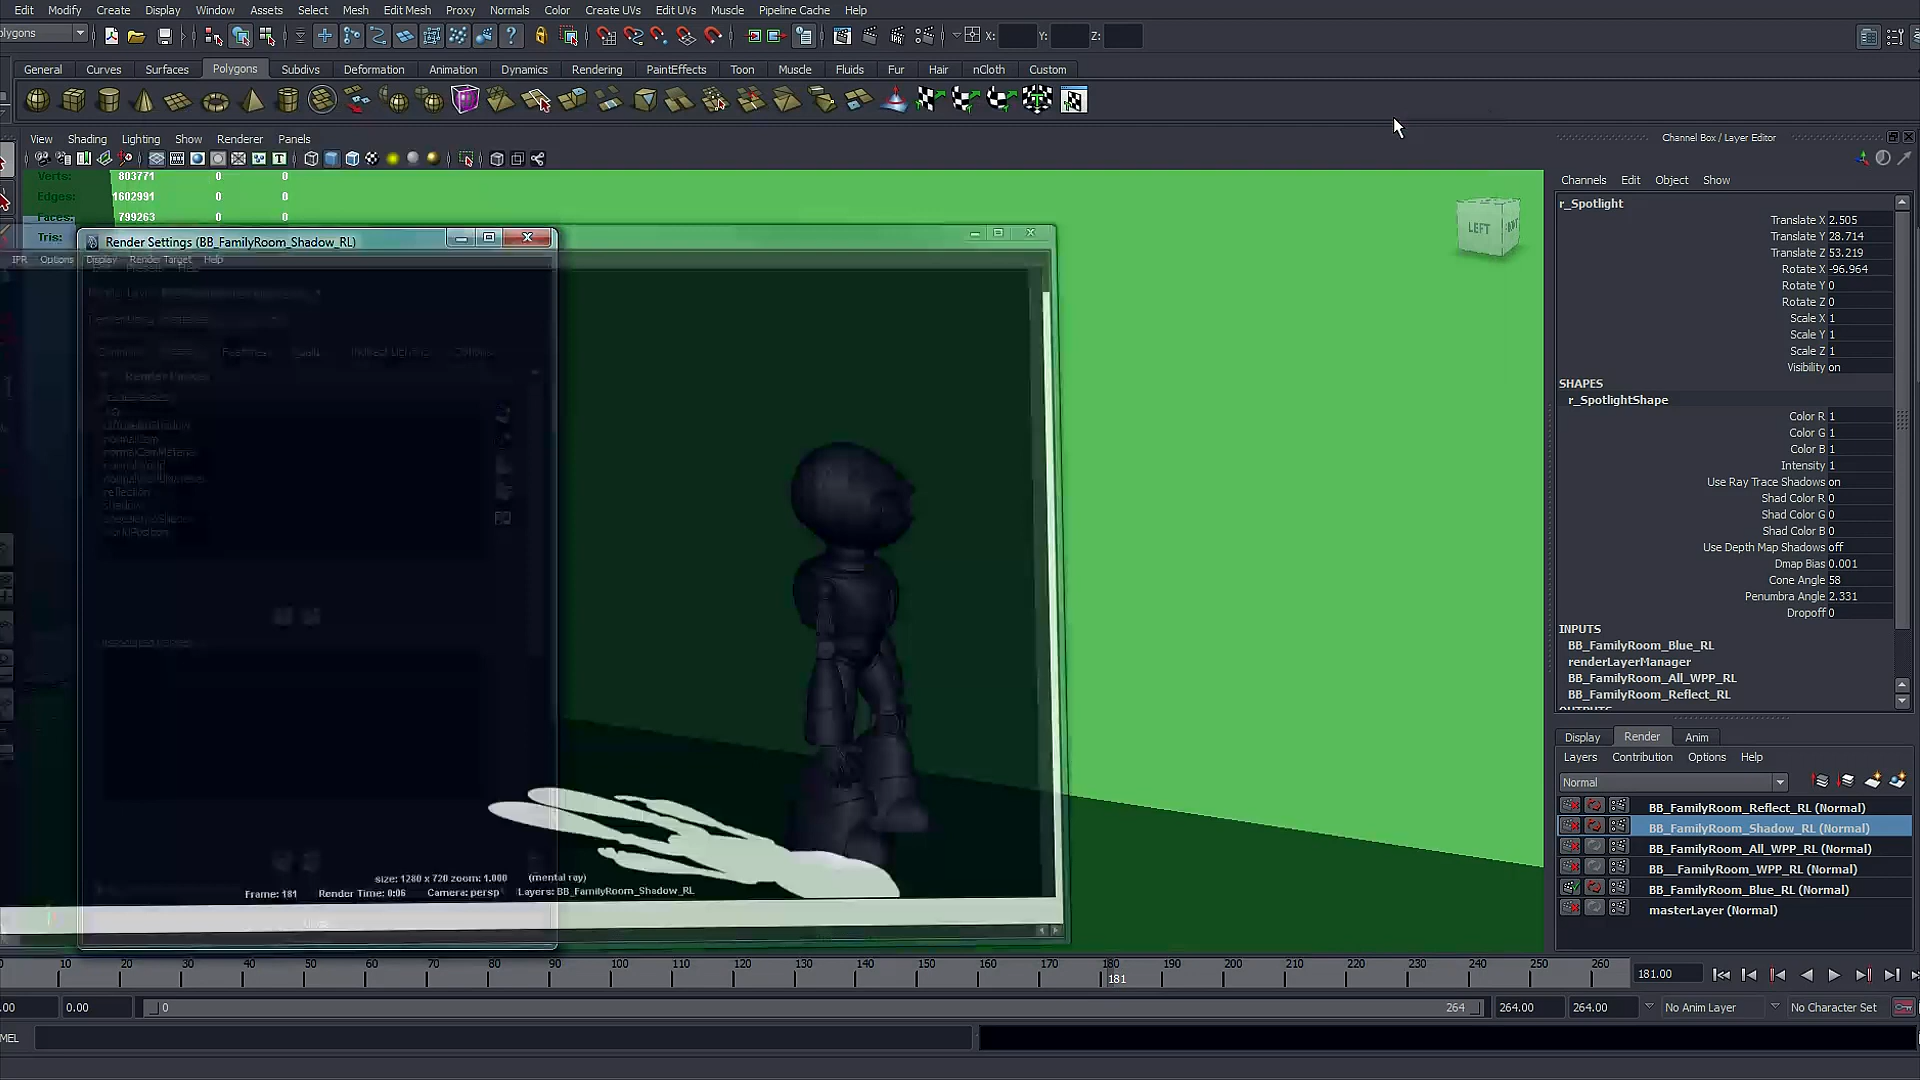 Edit Modify Create Display Window Assets Select Mesh Edit Mesh Proxy Normals Color Create UVs Edit UVs Muscle Pipeline Cache Help
olygons X: Y: Z:
General Curves Surfaces Polygons Subdivs Deformation Animation Dynamics Rendering PaintEffects Toon Muscle Fluids Fur Hair nCloth Custom
View Shading Lighting Show Renderer Panels
Channel Box / Layer Editor
Channels Edit Object Show
Verts: 803771 0 0
Edges: 1602991 0 0
Faces: 799263 0 0
Tris:
LEFT
Render Settings (BB_FamilyRoom_Shadow_RL)
IPR Options Display Render Target Help
Render Passes
normalCam
normalCamMaterial
reflection
shadow
worldPosition
size: 1280 x 720 zoom: 1.000 (mental ray)
Frame: 181 Render Time: 0:06 Camera: persp Layers: BB_FamilyRoom_Shadow_RL
r_Spotlight
Translate X 2.505
Translate Y 28.714
Translate Z 53.219
Rotate X -96.964
Rotate Y 0
Rotate Z 0
Scale X 1
Scale Y 1
Scale Z 1
Visibility on
SHAPES
r_SpotlightShape
Color R 1
Color G 1
Color B 1
Intensity 1
Use Ray Trace Shadows on
Shad Color R 0
Shad Color G 0
Shad Color B 0
Use Depth Map Shadows off
Dmap Bias 0.001
Cone Angle 58
Penumbra Angle 2.331
Dropoff 0
INPUTS
BB_FamilyRoom_Blue_RL
renderLayerManager
BB_FamilyRoom_All_WPP_RL
BB_FamilyRoom_Reflect_RL
OUTPUTS
Display Render Anim
Layers Contribution Options Help
Normal
BB_FamilyRoom_Reflect_RL (Normal)
BB_FamilyRoom_Shadow_RL (Normal)
BB_FamilyRoom_All_WPP_RL (Normal)
BB__FamilyRoom_WPP_RL (Normal)
BB_FamilyRoom_Blue_RL (Normal)
masterLayer (Normal)
10 20 30 40 50 60 70 80 90 100 110 120 130 140 150 160 170 180 190 200 210 220 230 240 250 260
181
181.00
.00 0.00 0 264 264.00 264.00 No Anim Layer No Character Set
MEL